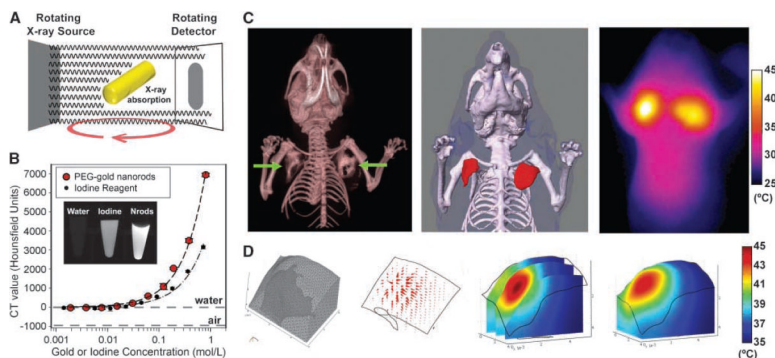 A
Rotating
X-ray Source
Rotating
Detector
X-ray
absorption
B
PEG-gold nanorods
Iodine Reagent
Water Iodine Nrods
CT value (Hounsfield Units)
7000
6000
5000
4000
3000
2000
1000
0
-1000
water
air
0.001 0.01 0.1 1
Gold or Iodine Concentration (mol/L)
C
45
40
35
30
25
(ºC)
D
45
43
41
39
37
35
(ºC)